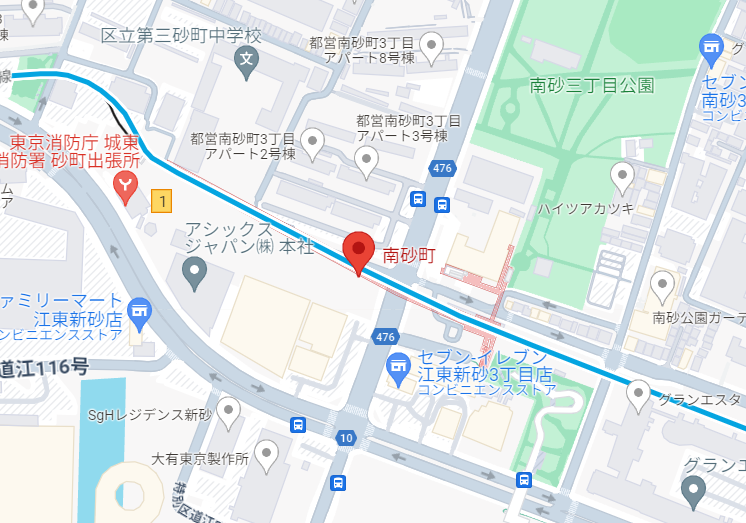 区立第三砂町中学校
都営南砂町3丁目
アパート8号棟
南砂三丁目公園
セブ
南砂3
コンビニ
東京消防庁 城東
消防署 砂町出張所
都営南砂町3丁目
アパート2号棟
都営南砂町3丁目
アパート3号棟
476
1
ハイツアカツキ
アシックス
ジャパン㈱ 本社
南砂町
ファミリーマート
江東新砂店
コンビニエンスストア
南砂公園ガーデ
476
セブン-イレブン
江東新砂3丁目店
コンビニエンスストア
道江116号
グランエスタ
SgHレジデンス新砂
10
大有東京製作所
グランエ
特別区道江